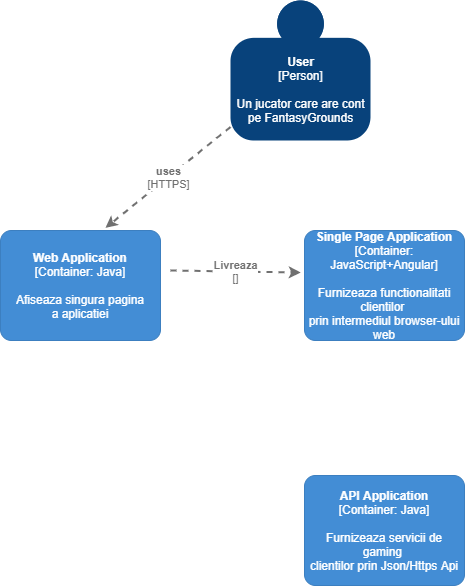 User
[Person]
Un jucator care are cont
pe FantasyGrounds
uses
[HTTPS]
Web Application
[Container: Java]
Afiseaza singura pagina
a aplicatiei
Livreaza
[]
Single Page Application
[Container:
JavaScript+Angular]
Furnizeaza functionalitati
clientilor
prin intermediul browser-ului
web
API Application
[Container: Java]
Furnizeaza servicii de
gaming
clientilor prin Json/Https Api